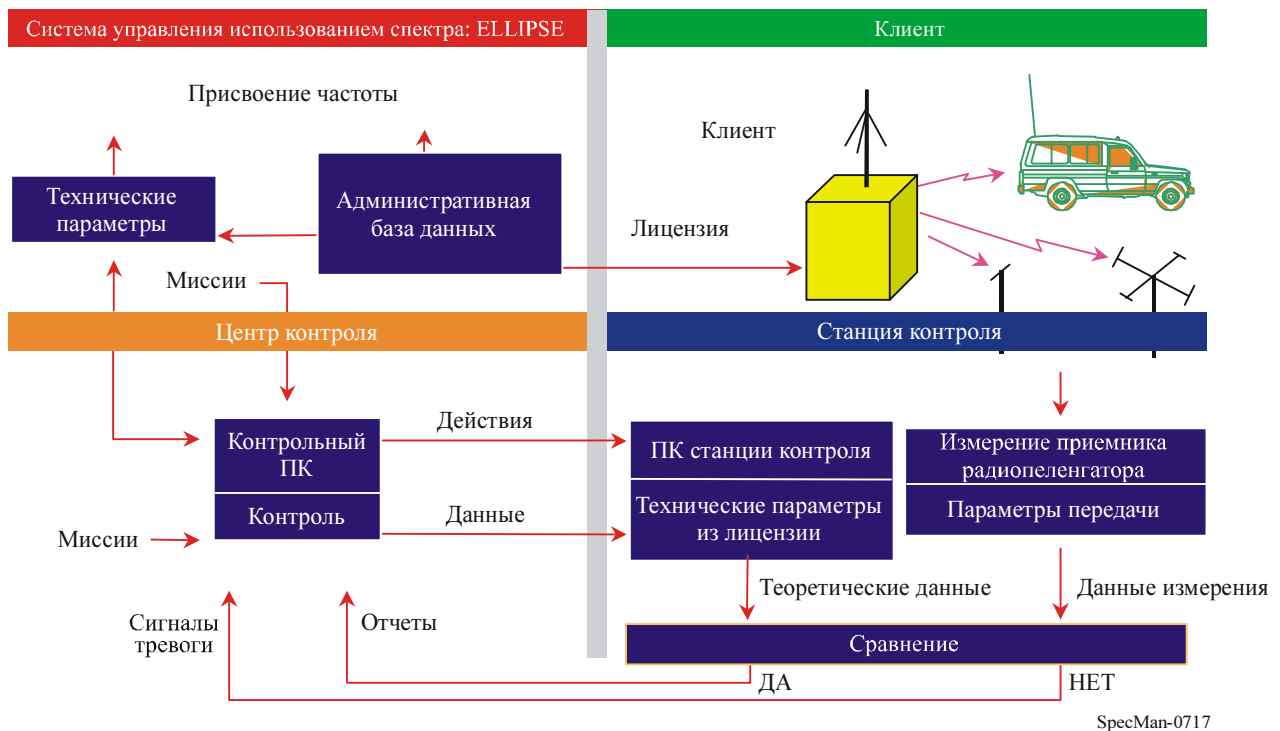 Система управления использованием спектра: ELLIPSE
Клиент
Присвоение частоты
Клиент
Технические
параметры
Административная
база данных
Лицензия
Миссии
Центр контроля
Станция контроля
Действия
Контрольный
ПК
ПК станции контроля
Измерение приемника
радиопеленгатора
Контроль
Данные
Технические параметры
из лицензии
Параметры передачи
Миссии
Теоретические данные
Данные измерения
Сигналы
тревоги
Отчеты
Сравнение
ДА
НЕТ
SpecMan-0717